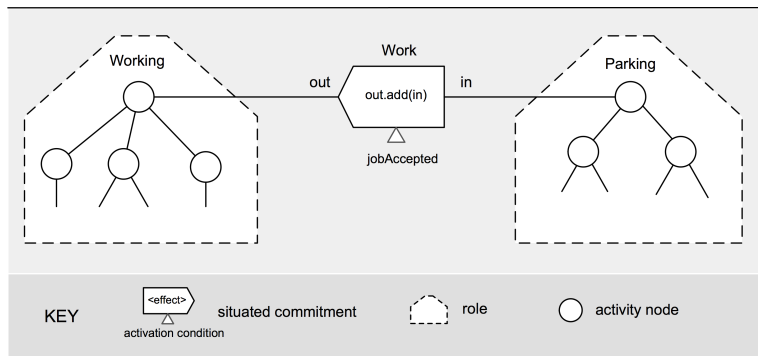 Work
Working
Parking
out
out.add(in)
in
jobAccepted
KEY
<effect>
activation condition
situated commitment
role
activity node